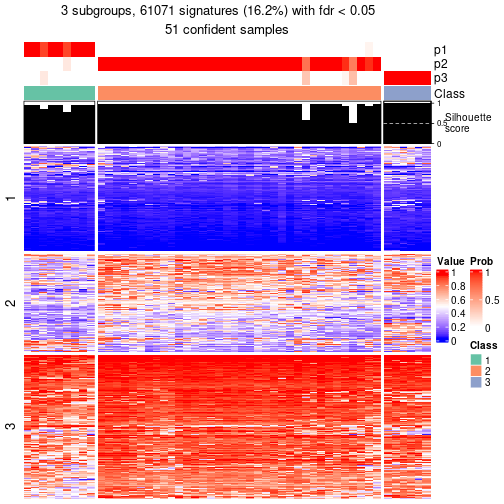 3 subgroups, 61071 signatures (16.2%) with fdr < 0.05
51 confident samples
p1
p2
p3
Class
1
0.5
0
Silhouette
score
1
2
3
Value
1
0.8
0.6
0.4
0.2
0
Prob
1
0.5
0
Class
1
2
3